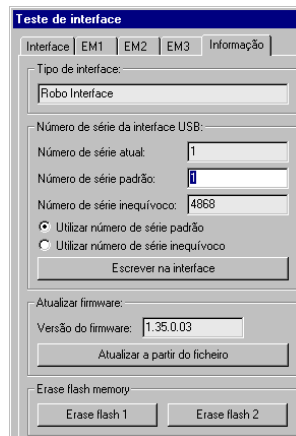 Teste de interface
Interface EM1 EM2 EM3 Informação
Tipo de interface:
Robo Interface
Número de série da interface USB:
Número de série atual: 1
Número de série padrão: 1
Número de série inequívoco: 4868
Utilizar número de série padrão
Utilizar número de série inequívoco
Escrever na interface
Atualizar firmware:
Versão do firmware: 1.35.0.03
Atualizar a partir do ficheiro
Erase flash memory
Erase flash 1 Erase flash 2